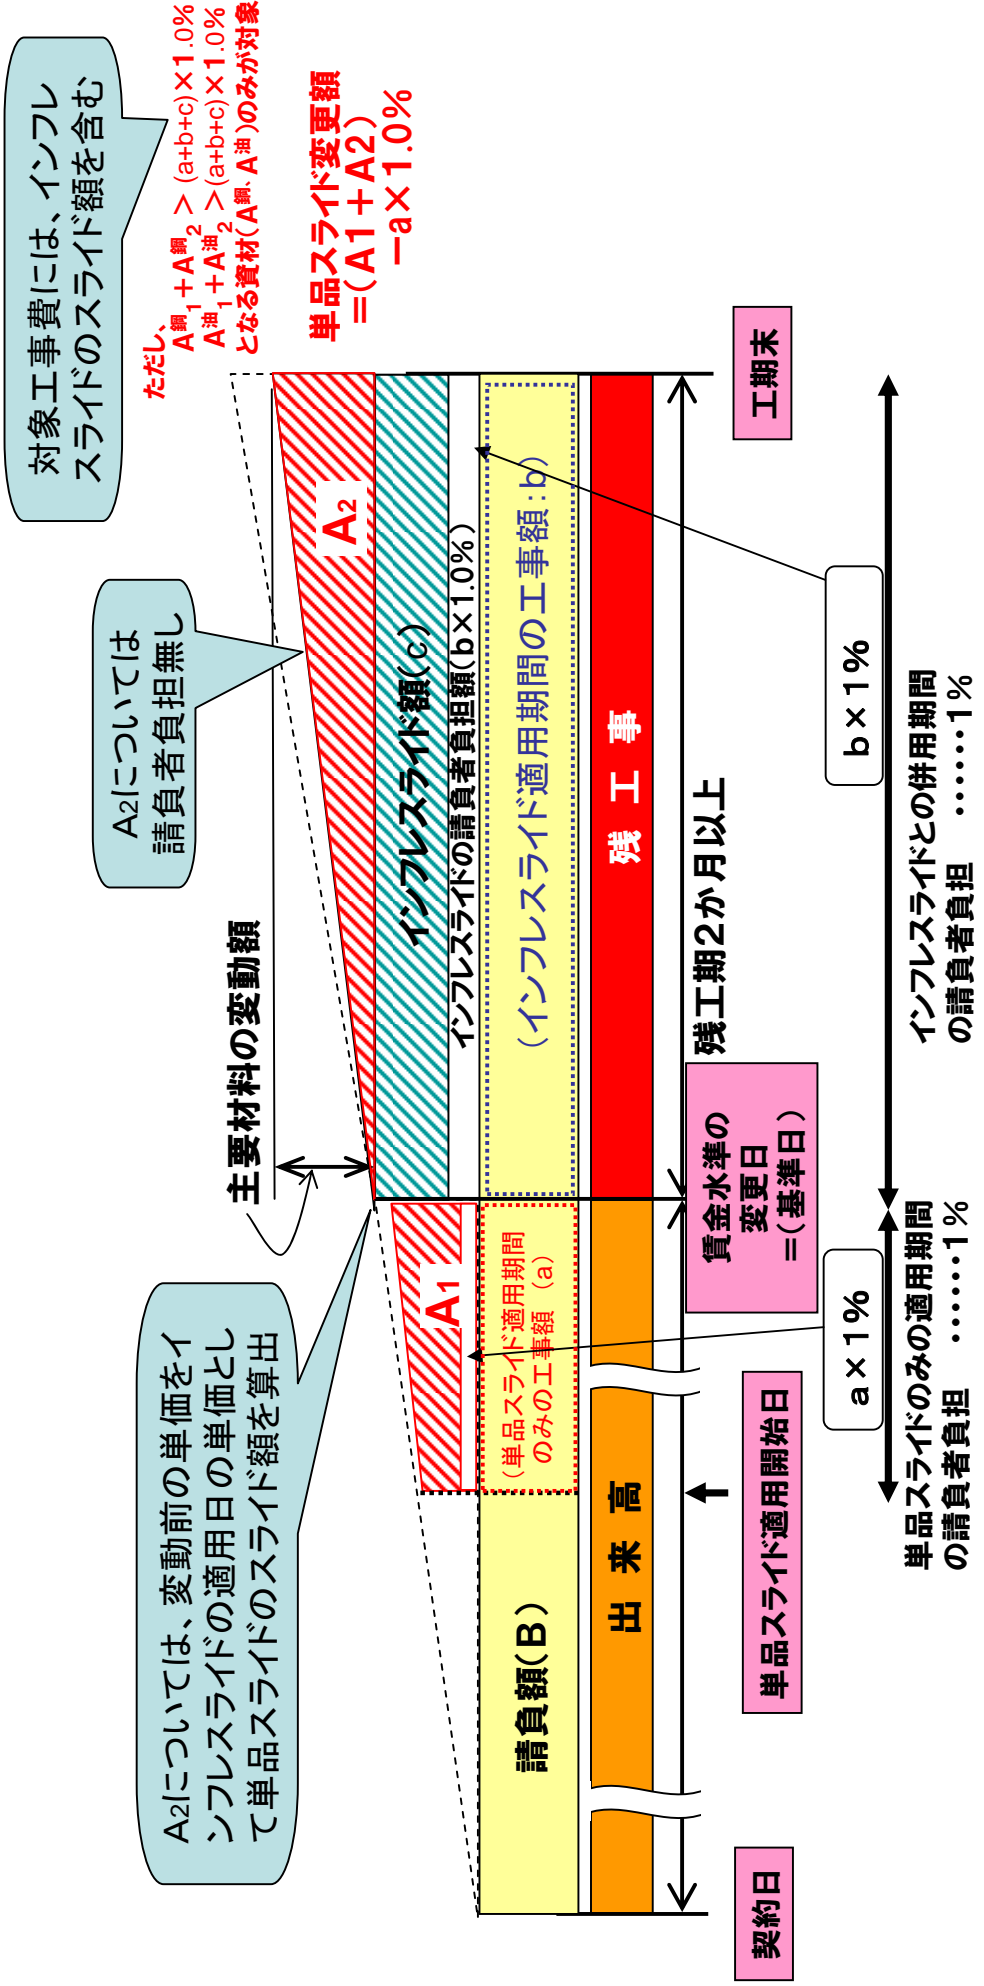 対象工事費には、インフレ
スライドのスライド額を含む
ただし、
A鋼1＋A鋼2 ＞(a+b+c)×1.0%
A油1＋A油2 ＞(a+b+c)×1.0%
となる資材(A鋼、A油)のみが対象
単品スライド変更額
＝(A1＋A2)
－a×1.0%
A2については
請負者負担無し
主要材料の変動額
A2については、変動前の単価をイ
ンフレスライドの適用日の単価とし
て単品スライドのスライド額を算出
A1
A2
インフレスライド額(c)
インフレスライドの請負者負担額(b×1.0%)
請負額(B)
(単品スライド適用期間
のみの工事額 (a)
(インフレスライド適用期間の工事額:b)
出 来 高
残 工 事
残工期2か月以上
契約日
単品スライド適用開始日
賃金水準の
変更日
＝(基準日)
工期末
a×1%
b×1%
単品スライドのみの適用期間
の請負者負担 ・・・・・・1%
インフレスライドとの併用期間
の請負者負担 ・・・・・・・1%